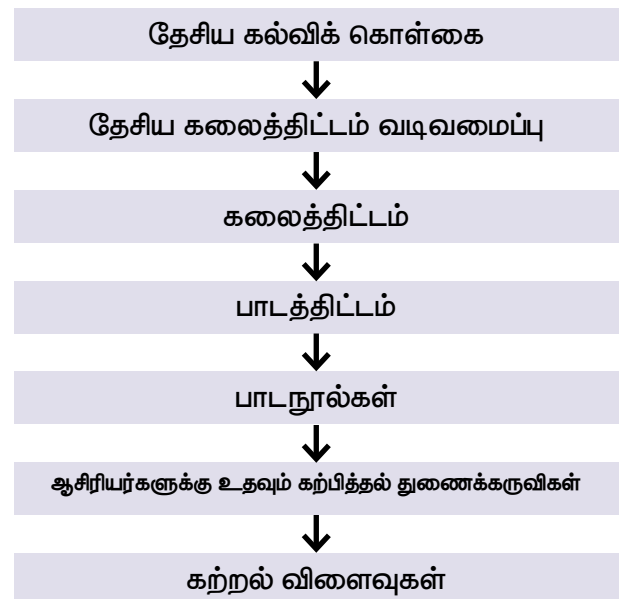 தேசிய கல்விக் கொள்கை
தேசிய கலைத்திட்டம் வடிவமைப்பு
கலைத்திட்டம்
பாடத்திட்டம்
பாடநூல்கள்
ஆசிரியர்களுக்கு உதவும் கற்பித்தல் துணைக்கருவிகள்
கற்றல் விளைவுகள்